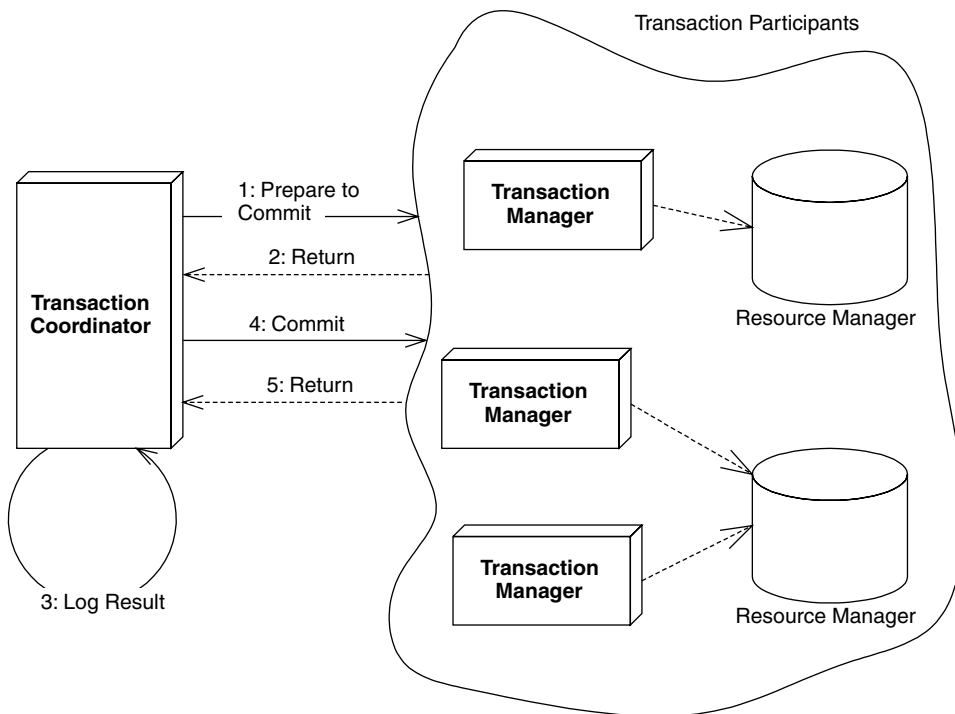 Transaction Participants
1: Prepare to
Commit
2: Return
4: Commit
5: Return
Transaction
Coordinator
3: Log Result
Transaction
Manager
Resource Manager
Transaction
Manager
Transaction
Manager
Resource Manager